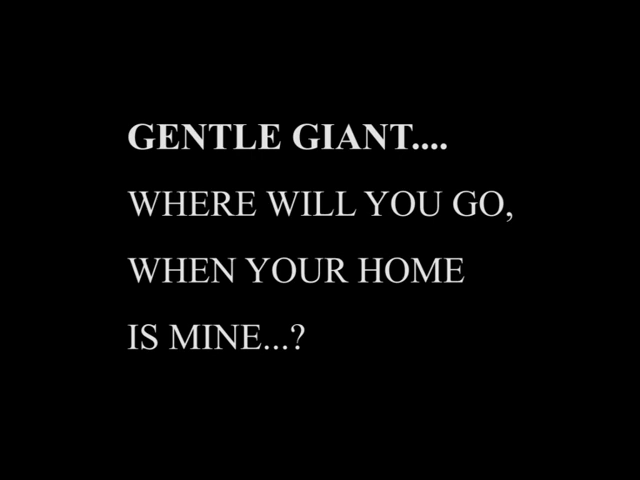 GENTLE GIANT....
WHERE WILL YOU GO,
WHEN YOUR HOME
IS MINE...?